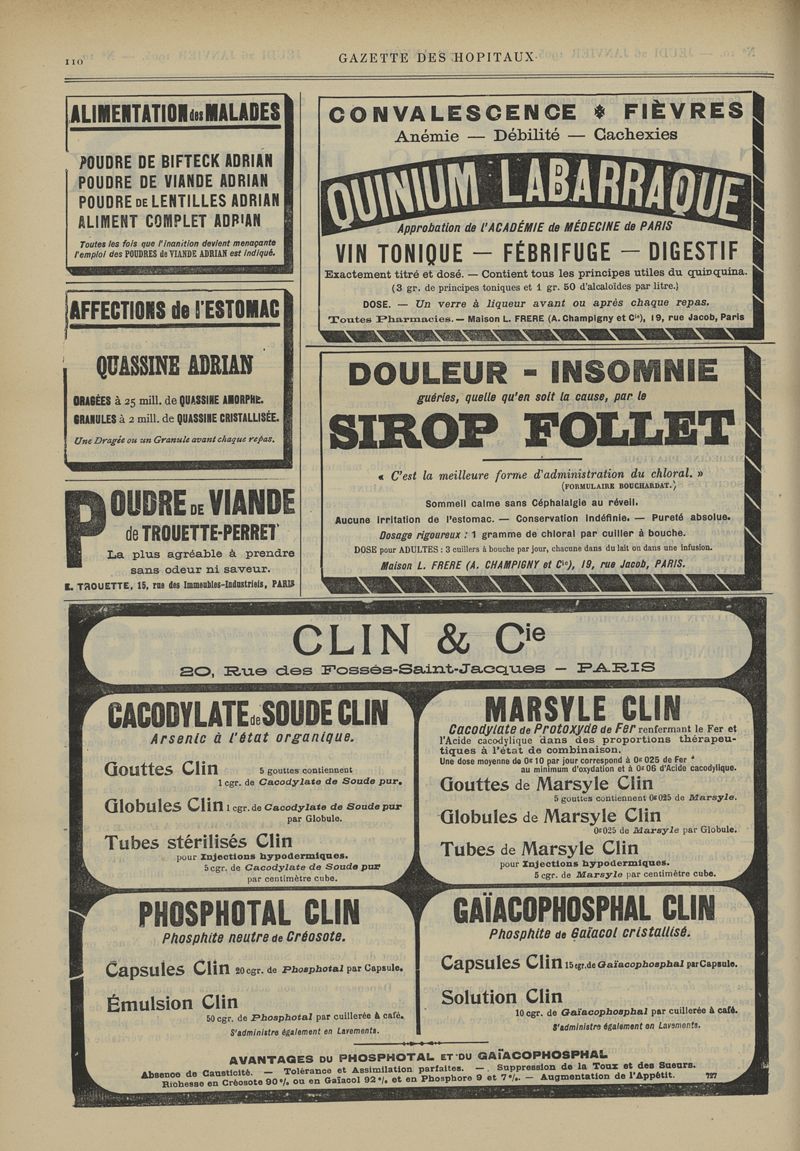 110
GAZETTE DES HOPITAUX
ALIMENTATION des MALADES
POUDRE DE BIFTECK ADRIAN
POUDRE DE VIANDE ADRIAN
POUDRE DE LENTILLES ADRIAN
ALIMENT COMPLET ADRIAN
Toutes les fois que l'inanition devient menaçante
l'emploi des POUDRES de VIANDE ADRIAN est indiqué.
AFFECTIONS de l'ESTOMAC
QUASSINE ADRIAN
DRAGÉES à 25 mill. de QUASSINE AMORPHE.
GRANULES à 2 mill. de QUASSINE CRISTALLISÉE.
Une Dragée ou un Granule avant chaque repas.
POUDRE DE VIANDE
de TROUETTE-PERRET
La plus agréable à prendre
sans odeur ni saveur.
E. TROUETTE, 15, rue des Immeubles-Industriels, PARIS
CONVALESCENCE * FIÈVRES
Anémie — Débilité — Cachexies
QUINIUM LABARRAQUE
Approbation de l'ACADÉMIE de MÉDECINE de PARIS
VIN TONIQUE — FÉBRIFUGE — DIGESTIF
Exactement titré et dosé. — Contient tous les principes utiles du quinquina.
(3 gr. de principes toniques et 1 gr. 50 d'alcaloïdes par litre.)
DOSE. — Un verre à liqueur avant ou après chaque repas.
Toutes Pharmacies. — Maison L. FRERE (A. Champigny et Cie), 19, rue Jacob, Paris
DOULEUR - INSOMNIE
guéries, quelle qu'en soit la cause, par le
SIROP FOLLET
« C'est la meilleure forme d'administration du chloral. »
(FORMULAIRE BOUCHARDAT.)
Sommeil calme sans Céphalalgie au réveil.
Aucune irritation de l'estomac. — Conservation indéfinie. — Pureté absolue.
Dosage rigoureux : 1 gramme de chloral par cuiller à bouche.
DOSE pour ADULTES : 3 cuillers à bouche par jour, chacune dans du lait ou dans une infusion.
Maison L. FRERE (A. CHAMPIGNY et Cie), 19, rue Jacob, PARIS.
CLIN & Cie
20, Rue des Fossés-Saint-Jacques — PARIS
CACODYLATE de SOUDE CLIN
Arsenic à l'état organique.
Gouttes Clin 5 gouttes contiennent
1 cgr. de Cacodylate de Soude pur.
Globules Clin 1 cgr. de Cacodylate de Soude pur
par Globule.
Tubes stérilisés Clin
pour Injections hypodermiques.
5 cgr. de Cacodylate de Soude pur
par centimètre cube.
MARSYLE CLIN
Cacodylate de Protoxyde de Fer renfermant le Fer et
l'Acide cacodylique dans des proportions thérapeu-
tiques à l'état de combinaison.
Une dose moyenne de 0g10 par jour correspond à 0g025 de Fer
au minimum d'oxydation et à 0g06 d'Acide cacodylique.
Gouttes de Marsyle Clin
5 gouttes contiennent 0g025 de Marsyle.
Globules de Marsyle Clin
0g025 de Marsyle par Globule.
Tubes de Marsyle Clin
pour Injections hypodermiques.
5 cgr. de Marsyle par centimètre cube.
PHOSPHOTAL CLIN
Phosphite neutre de Créosote.
Capsules Clin 20 cgr. de Phosphotal par Capsule.
Émulsion Clin
50 cgr. de Phosphotal par cuillerée à café.
S'administre également en Lavements.
GAÏACOPHOSPHAL CLIN
Phosphite de Gaïacol cristallisé.
Capsules Clin 15 cgr. de Gaïacophosphal par Capsule.
Solution Clin
10 cgr. de Gaïacophosphal par cuillerée à café.
S'administre également en Lavements.
AVANTAGES DU PHOSPHOTAL ET DU GAÏACOPHOSPHAL
Absence de Causticité. — Tolérance et Assimilation parfaites. — Suppression de la Toux et des Sueurs.
Richesse en Créosote 90 % ou en Gaïacol 92 % et en Phosphore 9 et 7 %. — Augmentation de l'Appétit. 727